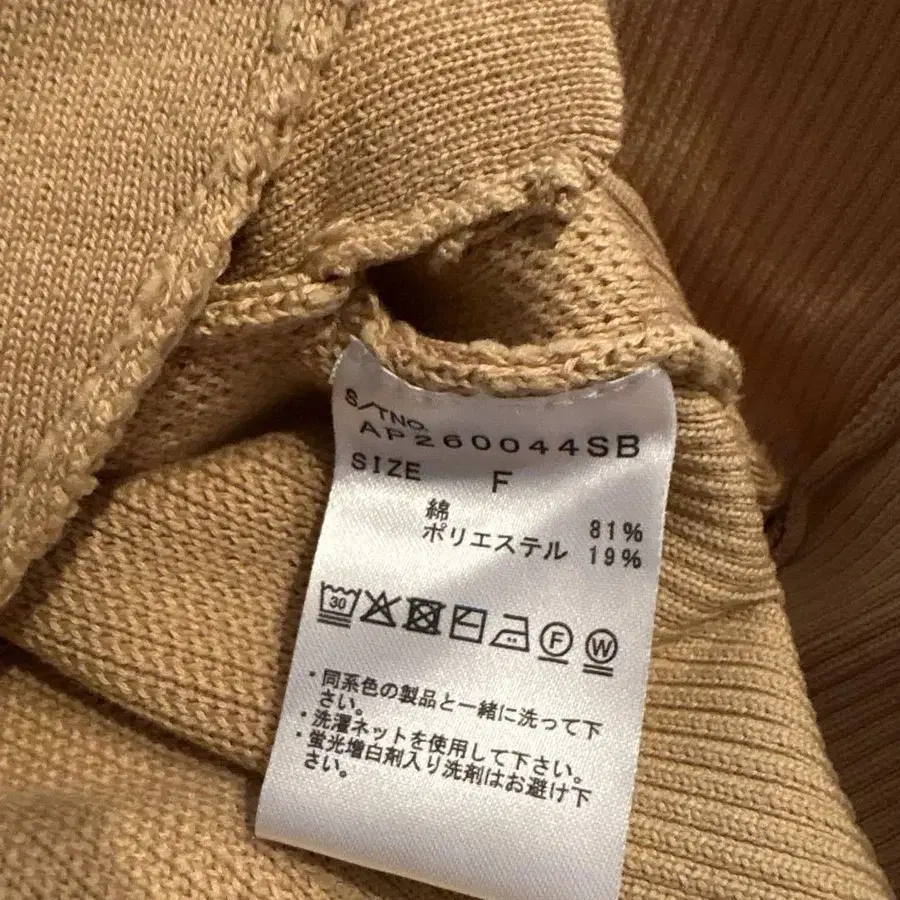 S/TNO.
AP260044SB
SIZE F
綿 81%
ポリエステル 19%
30 F W
・同系色の製品と一緒に洗って下
さい。
・洗濯ネットを使用して下さい。
・蛍光増白剤入り洗剤はお避け下
さい。